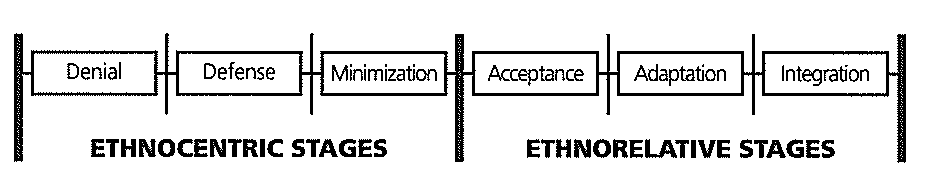 Denial Defense Minimization Acceptance Adaptation Integration
ETHNOCENTRIC STAGES ETHNORELATIVE STAGES